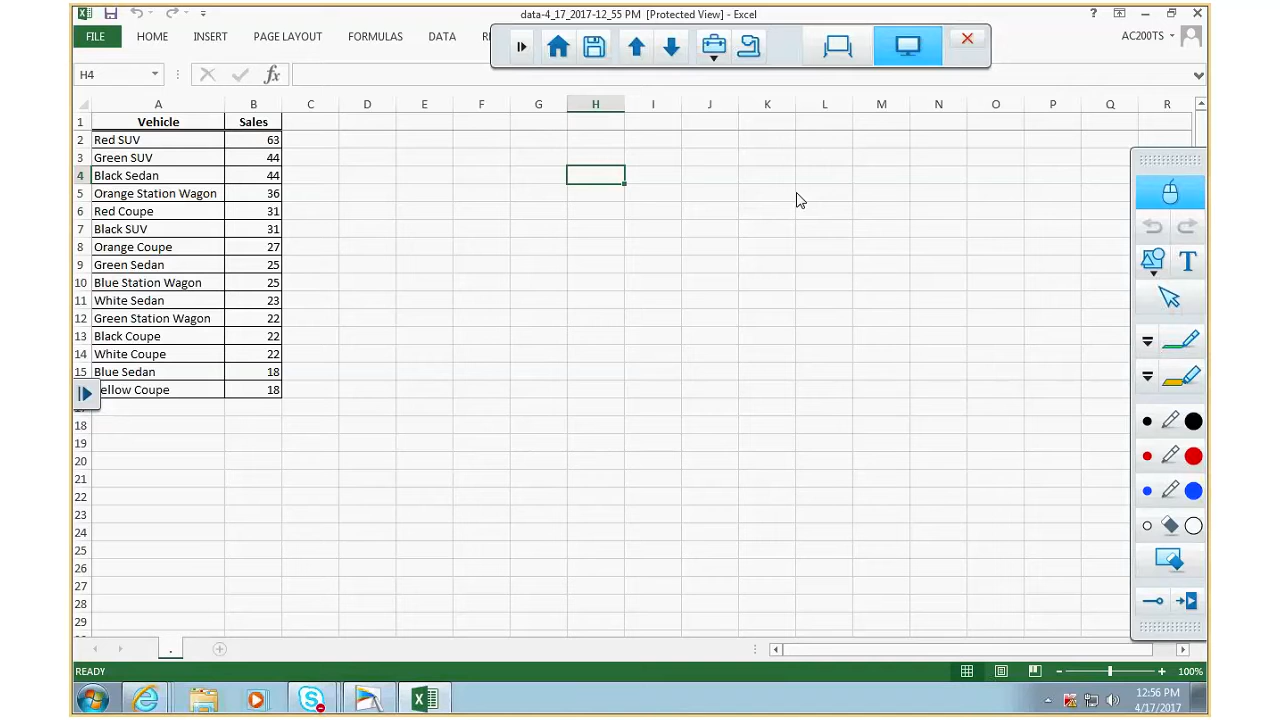 data-4_17_2017-12_55 PM [Protected View] - Excel
?
FILE HOME INSERT PAGE LAYOUT FORMULAS DATA AC200TS
H4 fx
A B C D E F G H I J K L M N O P Q R
1 Vehicle Sales
2 Red SUV 63
3 Green SUV 44
4 Black Sedan 44
5 Orange Station Wagon 36
6 Red Coupe 31
7 Black SUV 31
8 Orange Coupe 27
9 Green Sedan 25
10 Blue Station Wagon 25
11 White Sedan 23
12 Green Station Wagon 22
13 Black Coupe 22
14 White Coupe 22
15 Blue Sedan 18
ellow Coupe 18
18
19
20
21
22
23
24
25
26
27
28
29
T
.
READY 100%
12:56 PM
4/17/2017